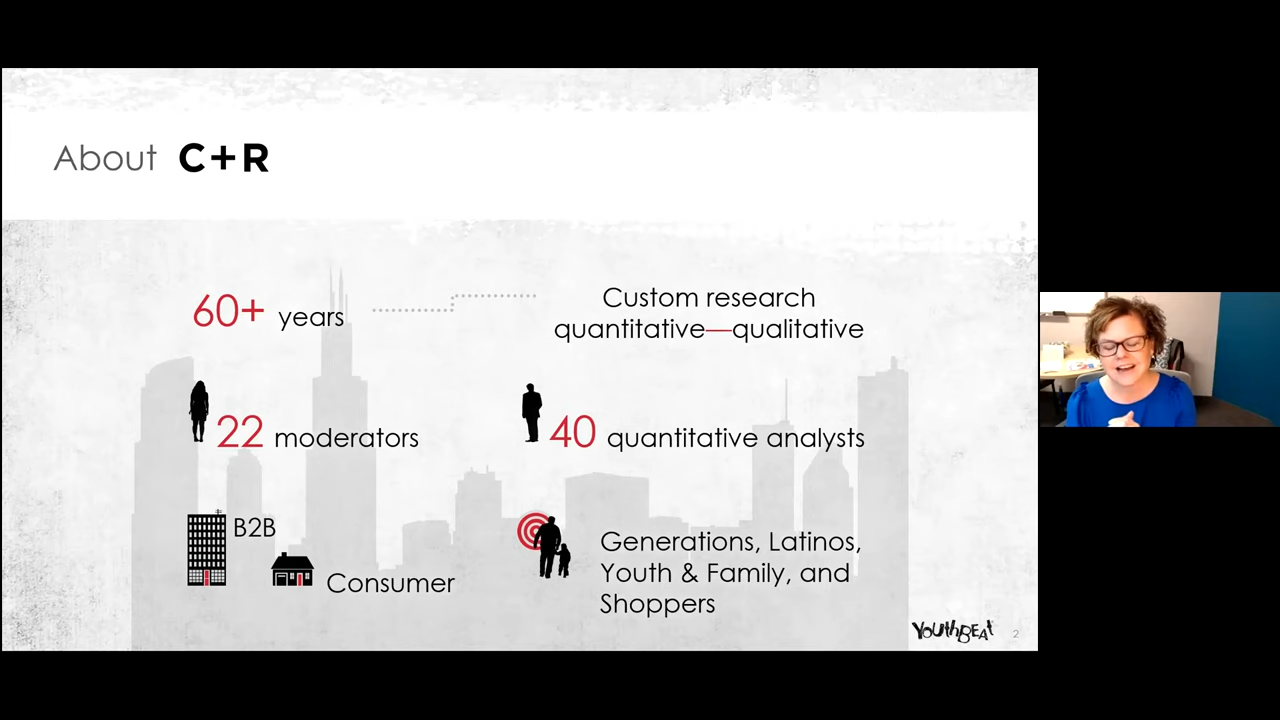 About C+R
60+ years
Custom research
quantitative—qualitative
22 moderators
40 quantitative analysts
B2B
Consumer
Generations, Latinos,
Youth & Family, and
Shoppers
YouthBEAt
2